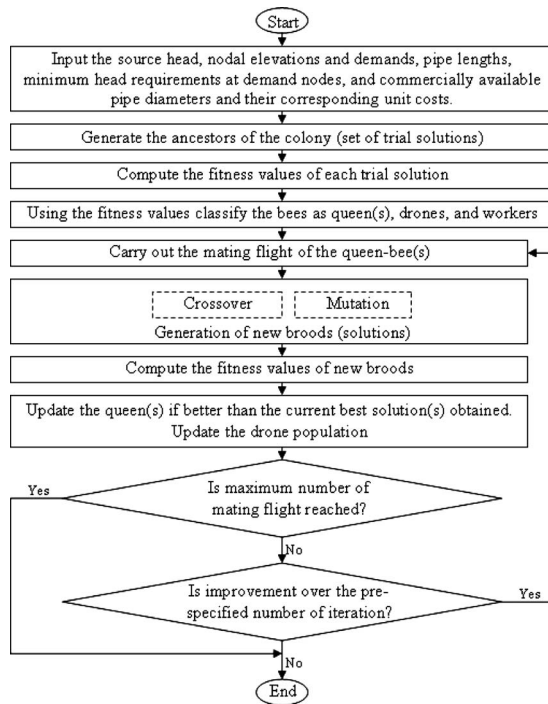 Start
Input the source head, nodal elevations and demands, pipe lengths,
minimum head requirements at demand nodes, and commercially available
pipe diameters and their corresponding unit costs.
Generate the ancestors of the colony (set of trial solutions)
Compute the fitness values of each trial solution
Using the fitness values classify the bees as queen(s), drones, and workers
Carry out the mating flight of the queen-bee(s)
Crossover
Mutation
Generation of new broods (solutions)
Compute the fitness values of new broods
Update the queen(s) if better than the current best solution(s) obtained.
Update the drone population
Yes
Is maximum number of
mating flight reached?
No
Is improvement over the pre-
specified number of iteration?
Yes
No
End